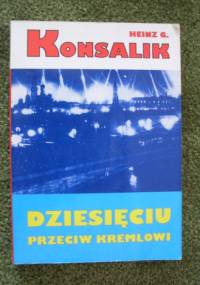 HEINZ G.
KONSALIK
DZIESIĘCIU
PRZECIW KREMLOWI